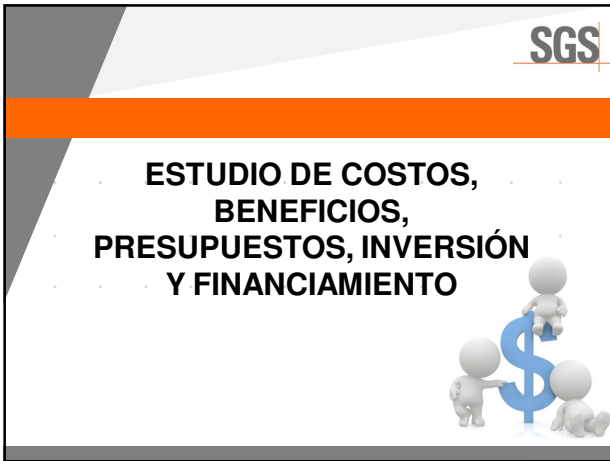 SGS
ESTUDIO DE COSTOS,
BENEFICIOS,
PRESUPUESTOS, INVERSIÓN
Y FINANCIAMIENTO
$